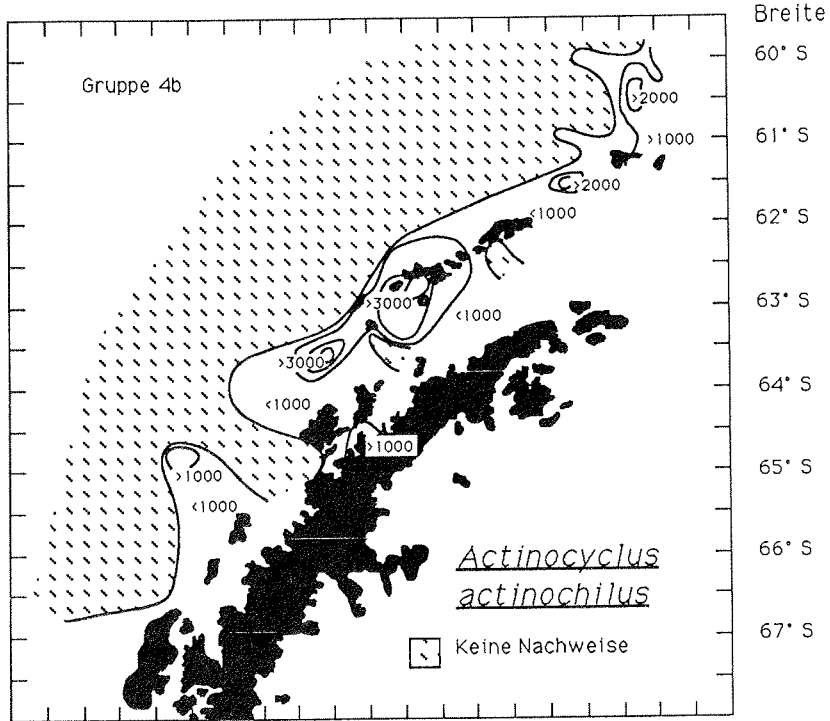 Breite
60° S
Gruppe 4b
>2000
61° S
>1000
>2000
<1000
62° S
>3000
63° S
<1000
>3000
64° S
<1000
>1000
65° S
>1000
<1000
66° S
Actinocyclus
actinochilus
67° S
Keine Nachweise